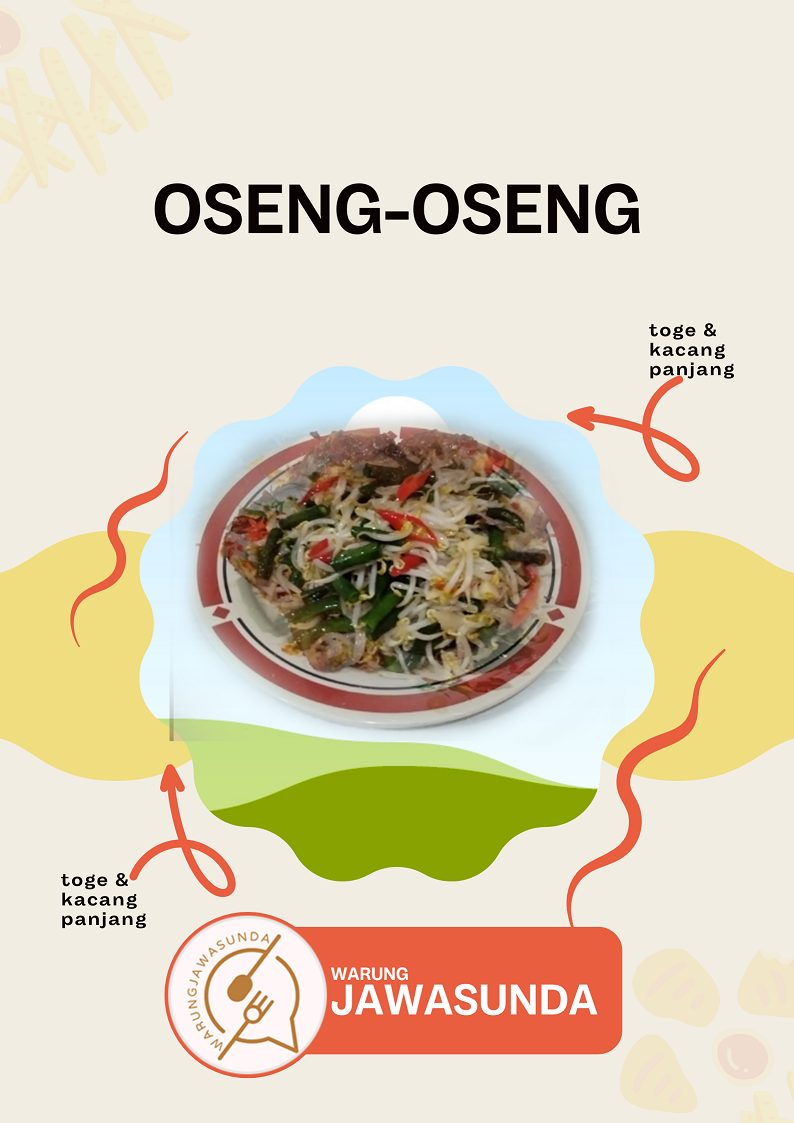 OSENG-OSENG
toge &
kacang
panjang
toge &
kacang
panjang
WARUNGJAWASUNDA
WARUNG
JAWASUNDA